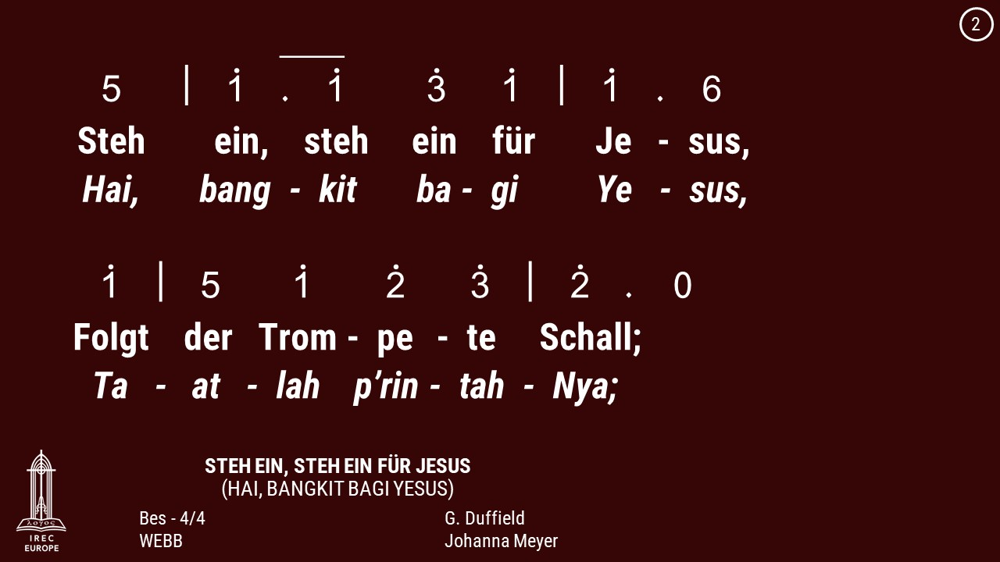 2
5 | 1̇ . 1̇ 3̇ 1̇ | 1̇ . 6
Steh ein, steh ein für Je - sus,
Hai, bang - kit ba - gi Ye - sus,
1̇ | 5 1̇ 2̇ 3̇ | 2̇ . 0
Folgt der Trom - pe - te Schall;
Ta - at - lah p’rin - tah - Nya;
STEH EIN, STEH EIN FÜR JESUS
(HAI, BANGKIT BAGI YESUS)
Bes - 4/4 G. Duffield
WEBB Johanna Meyer
λογος
IREC
EUROPE